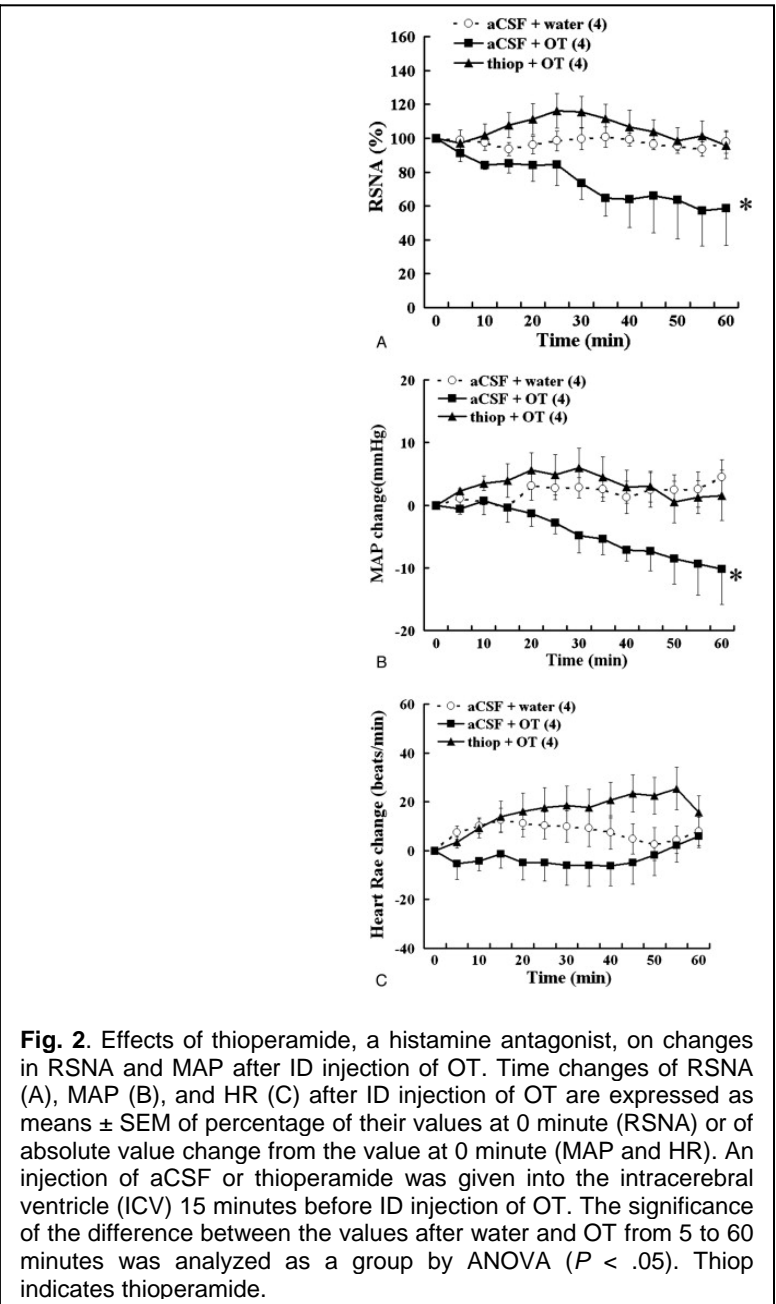 aCSF + water (4)
aCSF + OT (4)
thiop + OT (4)
160
140
120
100
80
60
40
20
0
RSNA (%)
0 10 20 30 40 50 60
Time (min)
A
aCSF + water (4)
aCSF + OT (4)
thiop + OT (4)
20
10
0
-10
-20
MAP change(mmHg)
*
*
0 10 20 30 40 50 60
Time (min)
B
aCSF + water (4)
aCSF + OT (4)
thiop + OT (4)
60
40
20
0
-20
-40
Heart Rae change (beats/min)
0 10 20 30 40 50 60
Time (min)
C
Fig. 2. Effects of thioperamide, a histamine antagonist, on changes
in RSNA and MAP after ID injection of OT. Time changes of RSNA
(A), MAP (B), and HR (C) after ID injection of OT are expressed as
means ± SEM of percentage of their values at 0 minute (RSNA) or of
absolute value change from the value at 0 minute (MAP and HR). An
injection of aCSF or thioperamide was given into the intracerebral
ventricle (ICV) 15 minutes before ID injection of OT. The significance
of the difference between the values after water and OT from 5 to 60
minutes was analyzed as a group by ANOVA (P < .05). Thiop
indicates thioperamide.